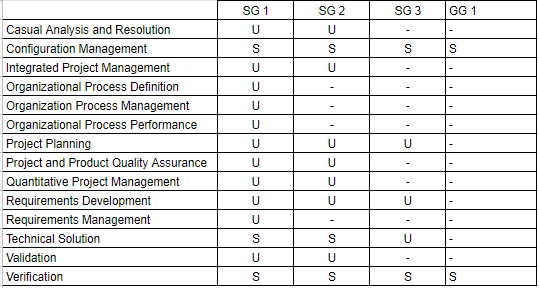 SG 1 SG 2 SG 3 GG 1
Casual Analysis and Resolution U U - -
Configuration Management S S S S
Integrated Project Management U U - -
Organizational Process Definition U - - -
Organization Process Management U - - -
Organizational Process Performance U - - -
Project Planning U U U -
Project and Product Quality Assurance U U - -
Quantitative Project Management U U - -
Requirements Development U U U -
Requirements Management U - - -
Technical Solution S S U -
Validation U U - -
Verification S S S S